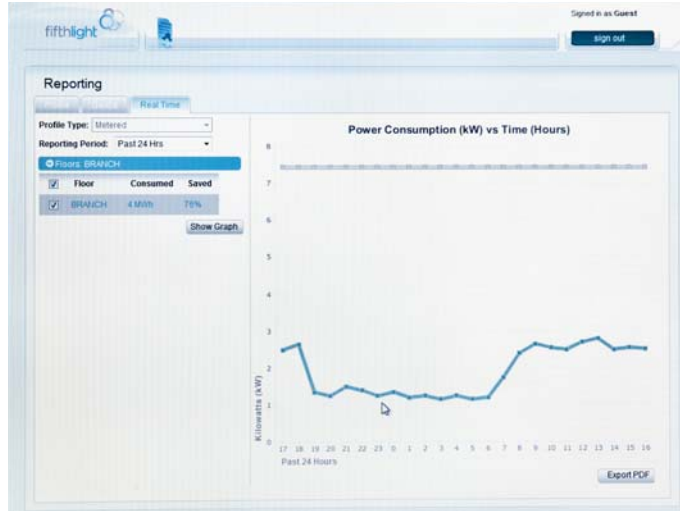 Signed in as Guest
fifthlight
sign out
Reporting
Real Time
Profile Type: Metered
Reporting Period: Past 24 Hrs
Floors: BRANCH
Floor Consumed Saved
BRANCH 4 MWh 76%
Show Graph
Power Consumption (kW) vs Time (Hours)
8
7
6
5
4
3
2
1
0
Kilowatts (kW)
17 18 19 20 21 22 23 0 1 2 3 4 5 6 7 8 9 10 11 12 13 14 15 16
Past 24 Hours
Export PDF